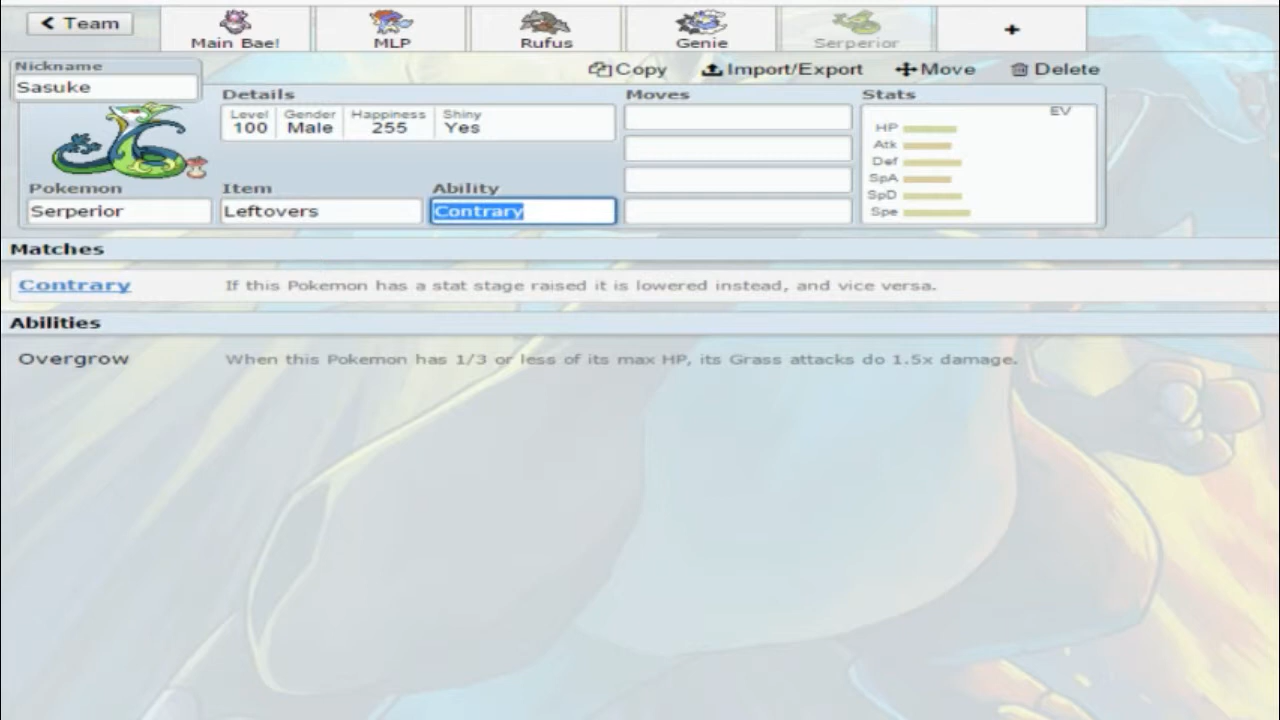 Team
Main Bae!
MLP
Rufus
Genie
Serperior
+
Nickname
Sasuke
Copy
Import/Export
Move
Delete
Details
Moves
Stats
Level
Gender
Happiness
Shiny
100
Male
255
Yes
EV
HP
Atk
Def
SpA
SpD
Spe
Pokemon
Item
Ability
Serperior
Leftovers
Contrary
Matches
Contrary
If this Pokemon has a stat stage raised it is lowered instead, and vice versa.
Abilities
Overgrow
When this Pokemon has 1/3 or less of its max HP, its Grass attacks do 1.5x damage.